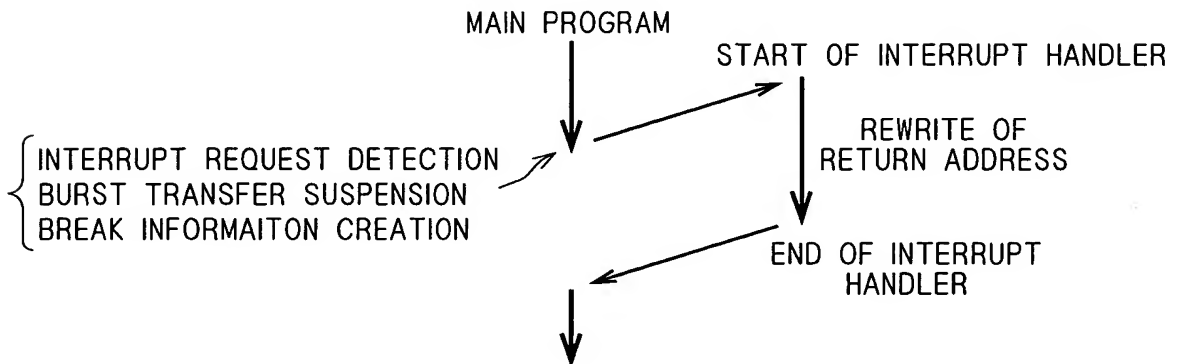 MAIN PROGRAM
START OF INTERRUPT HANDLER
REWRITE OF
RETURN ADDRESS
INTERRUPT REQUEST DETECTION
BURST TRANSFER SUSPENSION
BREAK INFORMAITON CREATION
END OF INTERRUPT
HANDLER